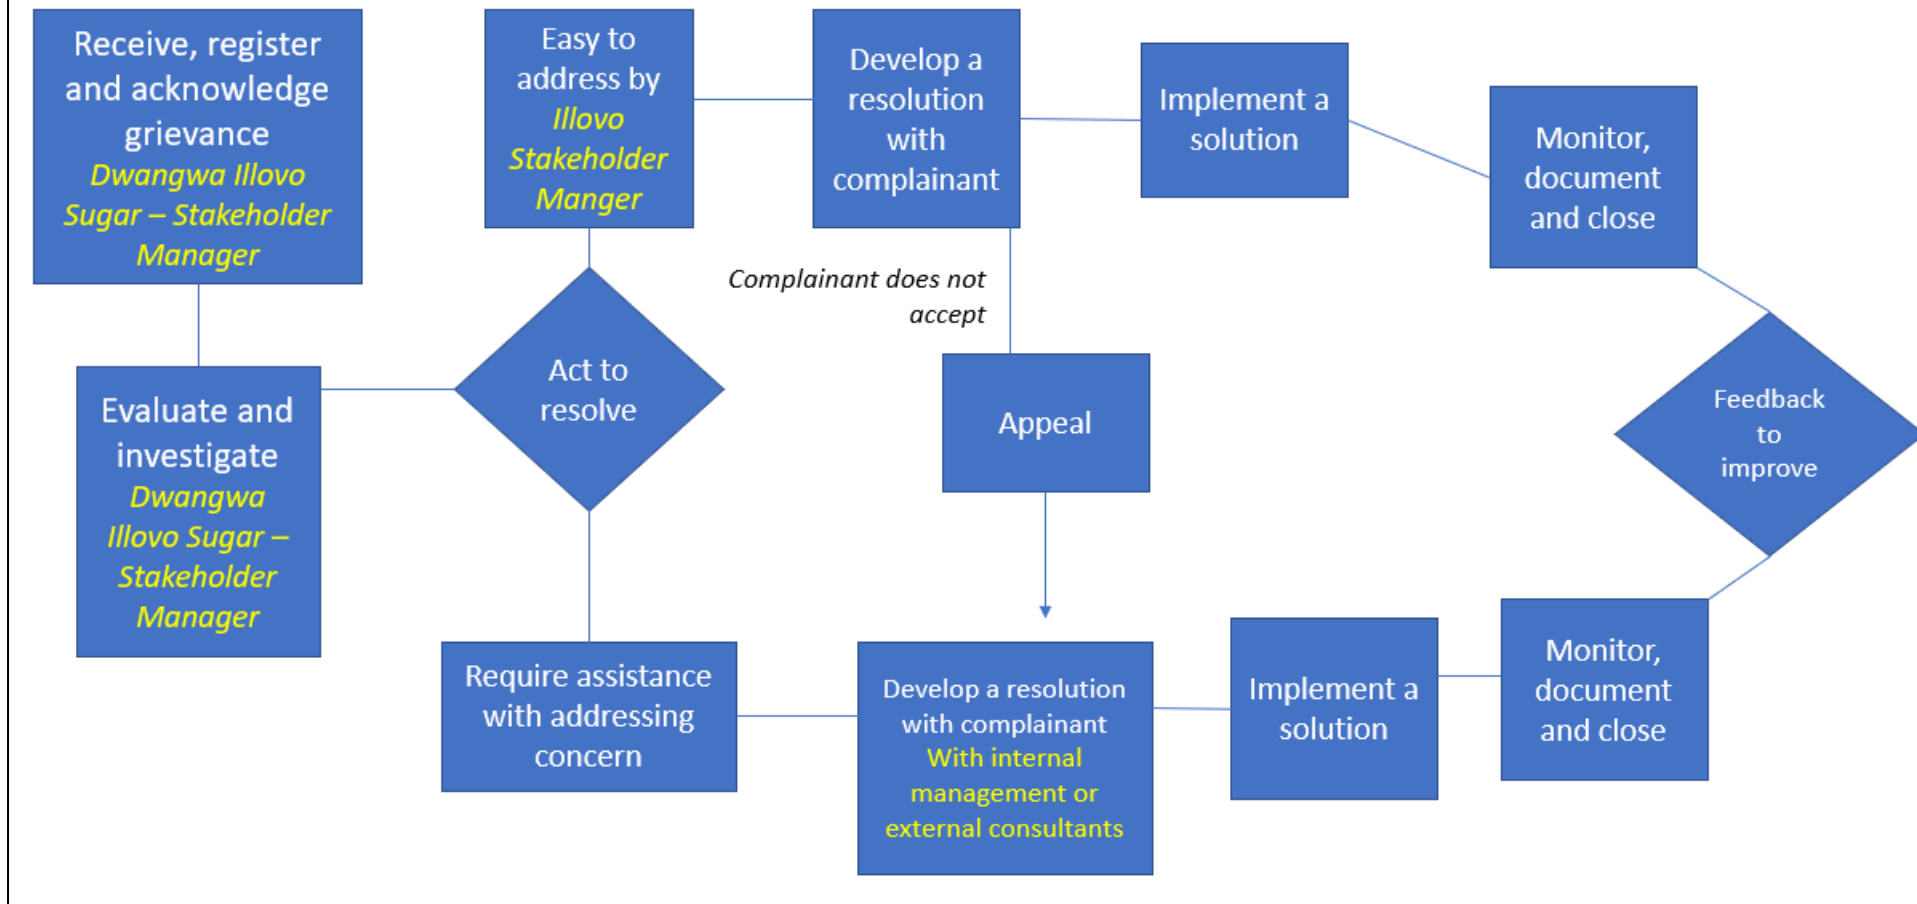 Receive, register
and acknowledge
grievance
Dwangwa Illovo
Sugar – Stakeholder
Manager
Evaluate and
investigate
Dwangwa
Illovo Sugar –
Stakeholder
Manager
Act to
resolve
Easy to
address by
Illovo
Stakeholder
Manger
Develop a
resolution
with
complainant
Implement a
solution
Monitor,
document
and close
Complainant does not
accept
Appeal
Feedback
to
improve
Require assistance
with addressing
concern
Develop a resolution
with complainant
With internal
management or
external consultants
Implement a
solution
Monitor,
document
and close